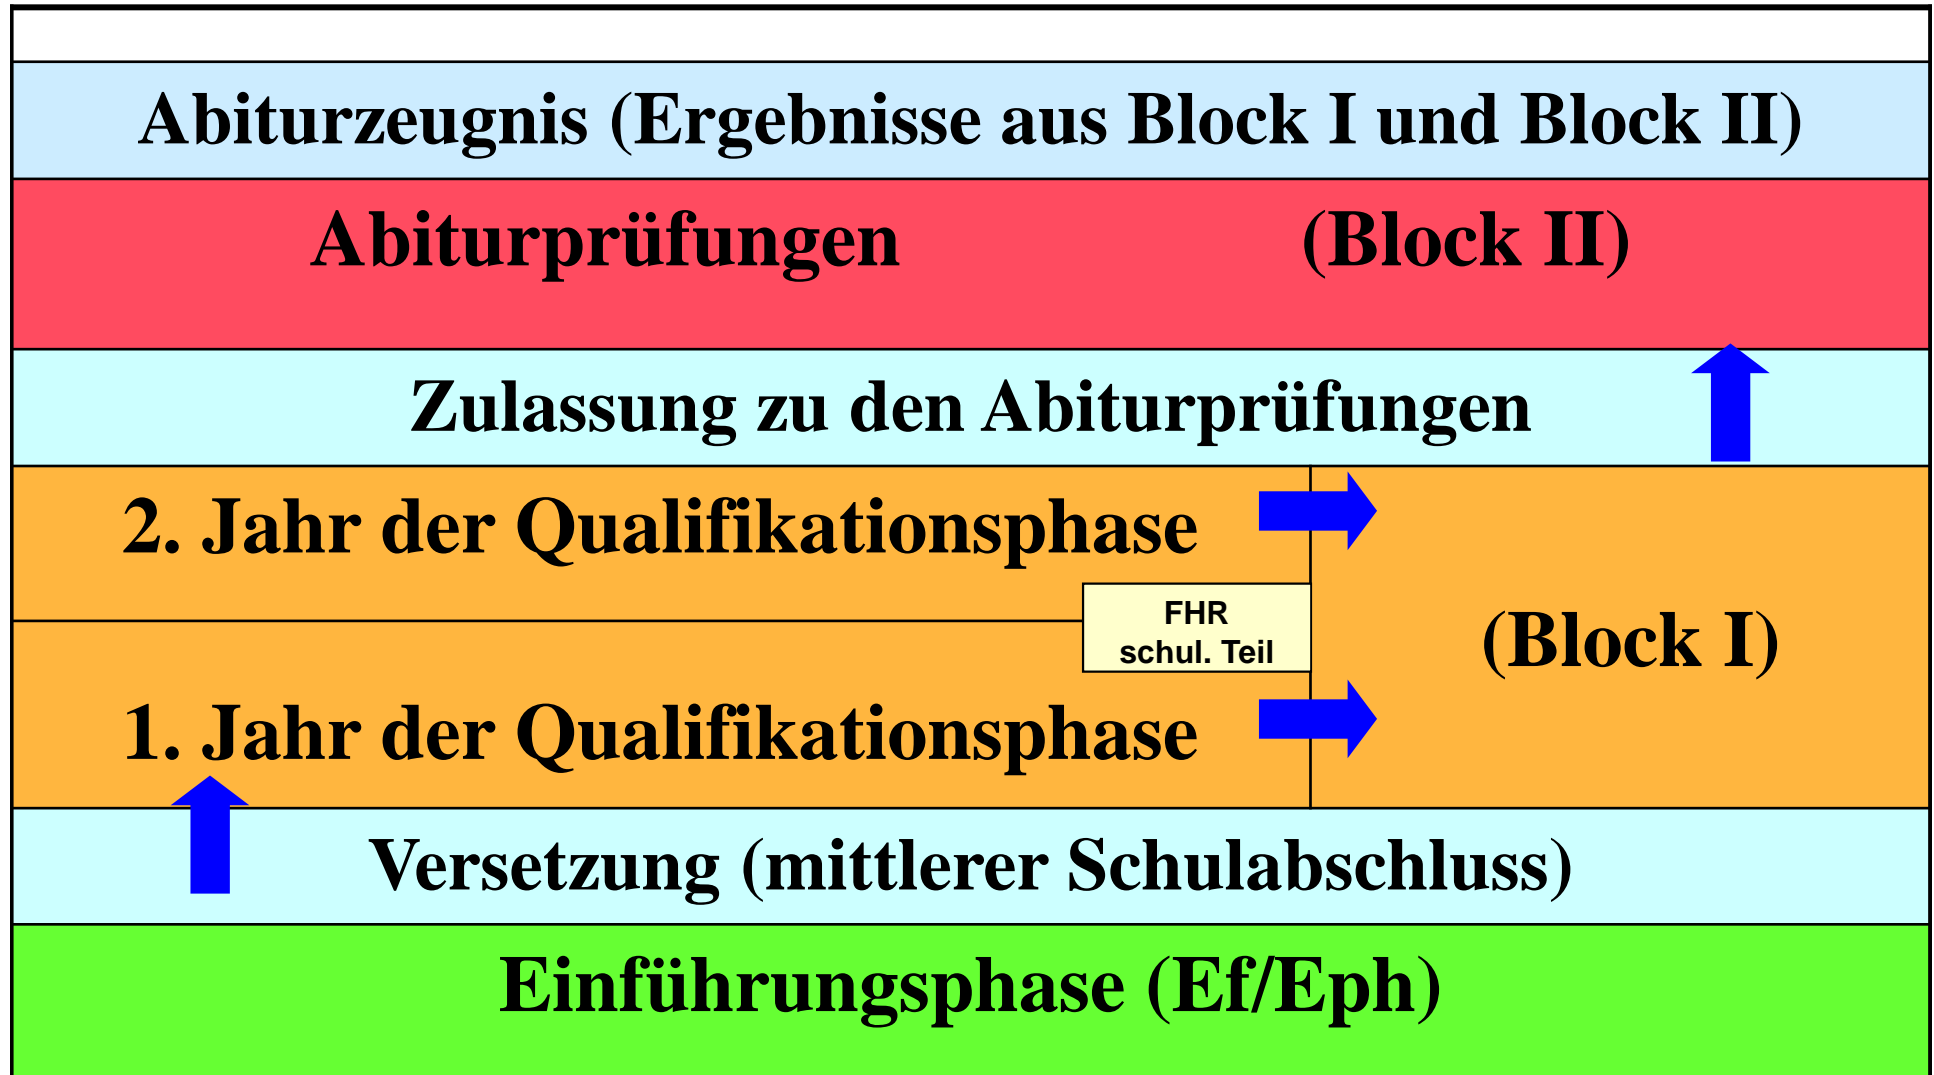 Abiturzeugnis (Ergebnisse aus Block I und Block II)
Abiturprüfungen (Block II)
Zulassung zu den Abiturprüfungen
2. Jahr der Qualifikationsphase
FHR
schul. Teil
(Block I)
1. Jahr der Qualifikationsphase
Versetzung (mittlerer Schulabschluss)
Einführungsphase (Ef/Eph)